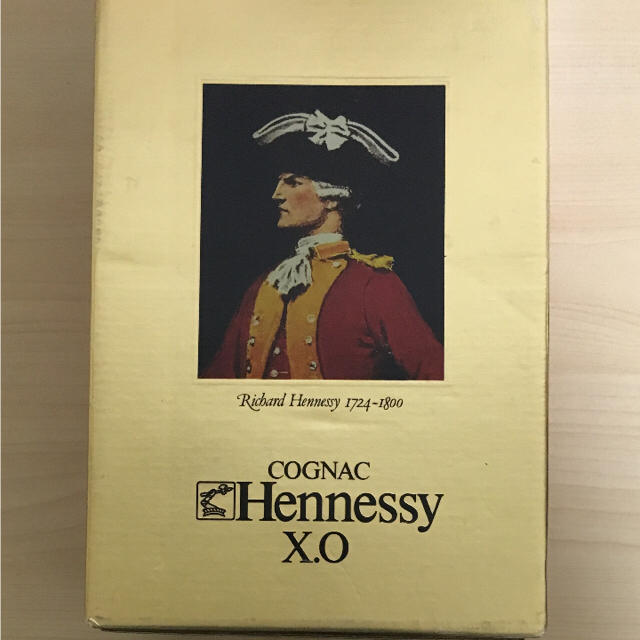 Richard Hennessy 1724-1800
COGNAC
Hennessy
X.O